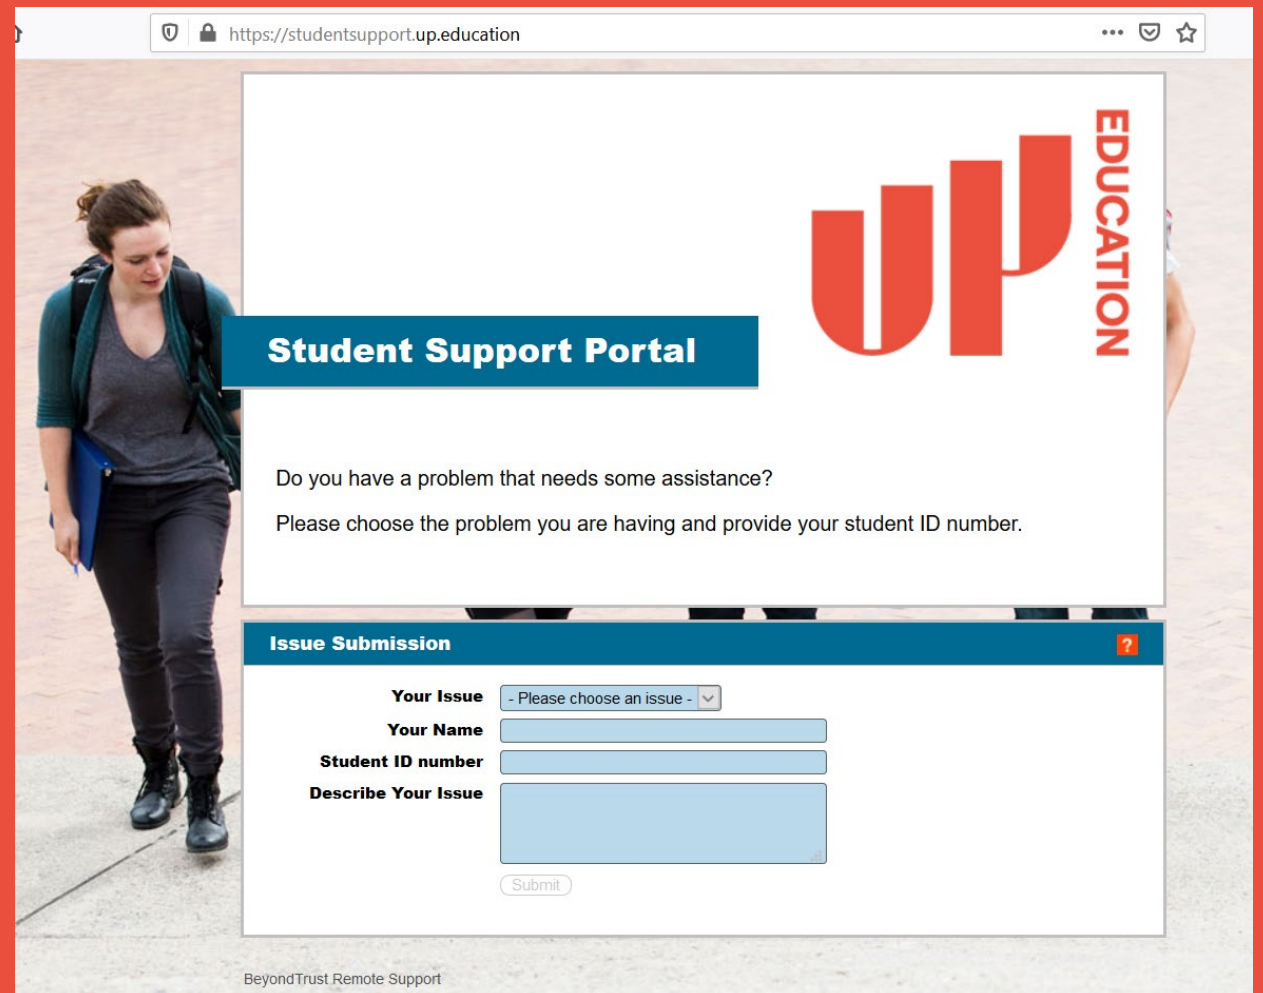 https://studentsupport.up.education
UP
EDUCATION
Student Support Portal
Do you have a problem that needs some assistance?
Please choose the problem you are having and provide your student ID number.
Issue Submission
?
Your Issue
- Please choose an issue -
Your Name
Student ID number
Describe Your Issue
Submit
BeyondTrust Remote Support